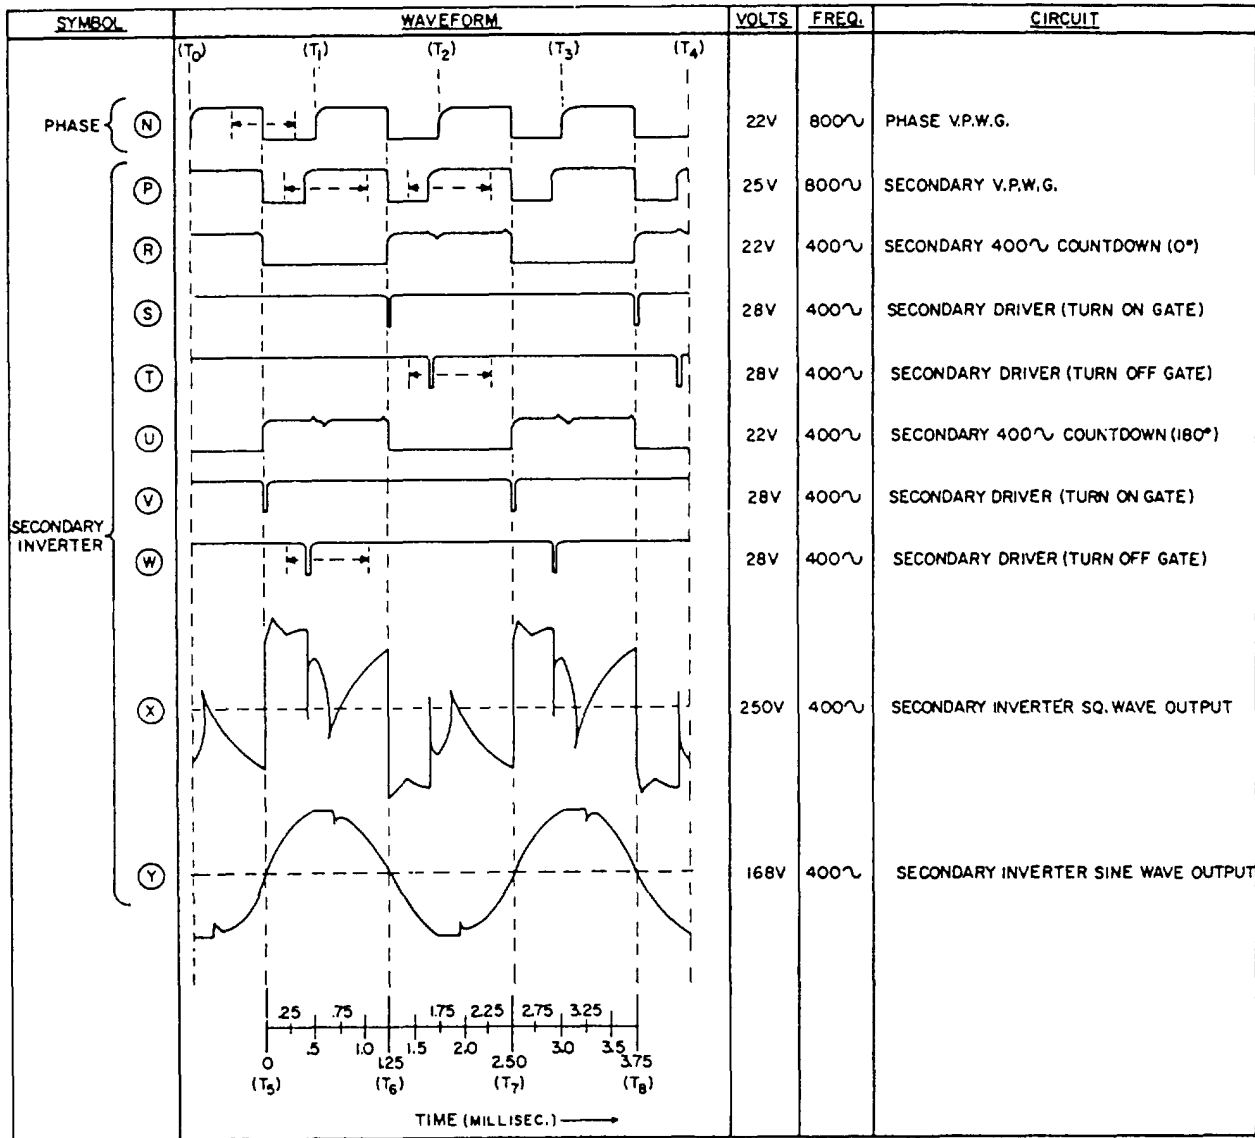 SYMBOL WAVEFORM VOLTS FREQ. CIRCUIT
(T0) (T1) (T2) (T3) (T4)
PHASE N 22V 800~ PHASE V.P.W.G.
P 25V 800~ SECONDARY V.P.W.G.
R 22V 400~ SECONDARY 400~ COUNTDOWN (0°)
S 28V 400~ SECONDARY DRIVER (TURN ON GATE)
T 28V 400~ SECONDARY DRIVER (TURN OFF GATE)
U 22V 400~ SECONDARY 400~ COUNTDOWN (180°)
V 28V 400~ SECONDARY DRIVER (TURN ON GATE)
SECONDARY
INVERTER
W 28V 400~ SECONDARY DRIVER (TURN OFF GATE)
X 250V 400~ SECONDARY INVERTER SQ. WAVE OUTPUT
Y 168V 400~ SECONDARY INVERTER SINE WAVE OUTPUT
.25 .75 1.75 2.25 2.75 3.25
0 .5 1.0 1.25 1.5 2.0 2.50 3.0 3.5 3.75
(T5) (T6) (T7) (T8)
TIME (MILLISEC.)